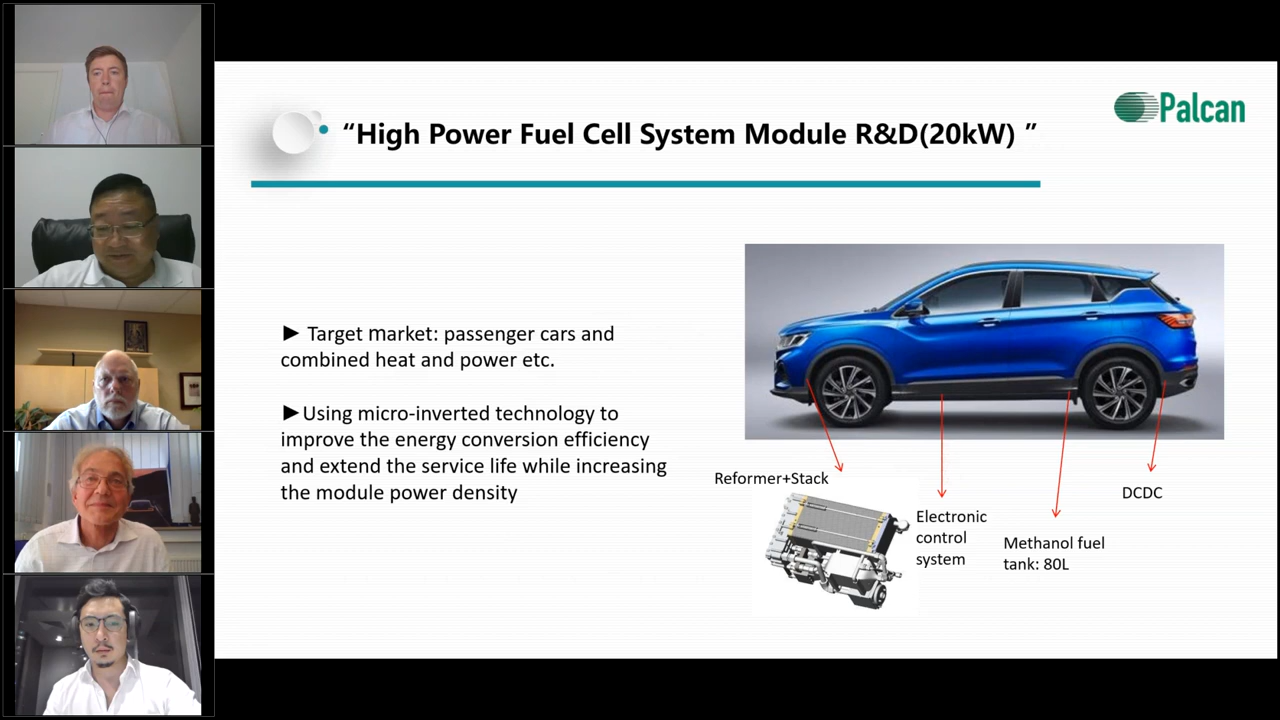 Palcan
“High Power Fuel Cell System Module R&D(20kW) ”
► Target market: passenger cars and
combined heat and power etc.
►Using micro-inverted technology to
improve the energy conversion efficiency
and extend the service life while increasing
the module power density
Reformer+Stack
Electronic
control
system
Methanol fuel
tank: 80L
DCDC